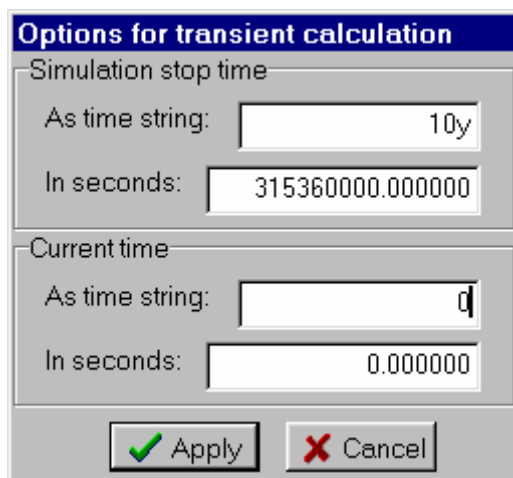 Options for transient calculation
Simulation stop time
As time string: 10y
In seconds: 315360000.000000
Current time
As time string: 0
In seconds: 0.000000
Apply Cancel